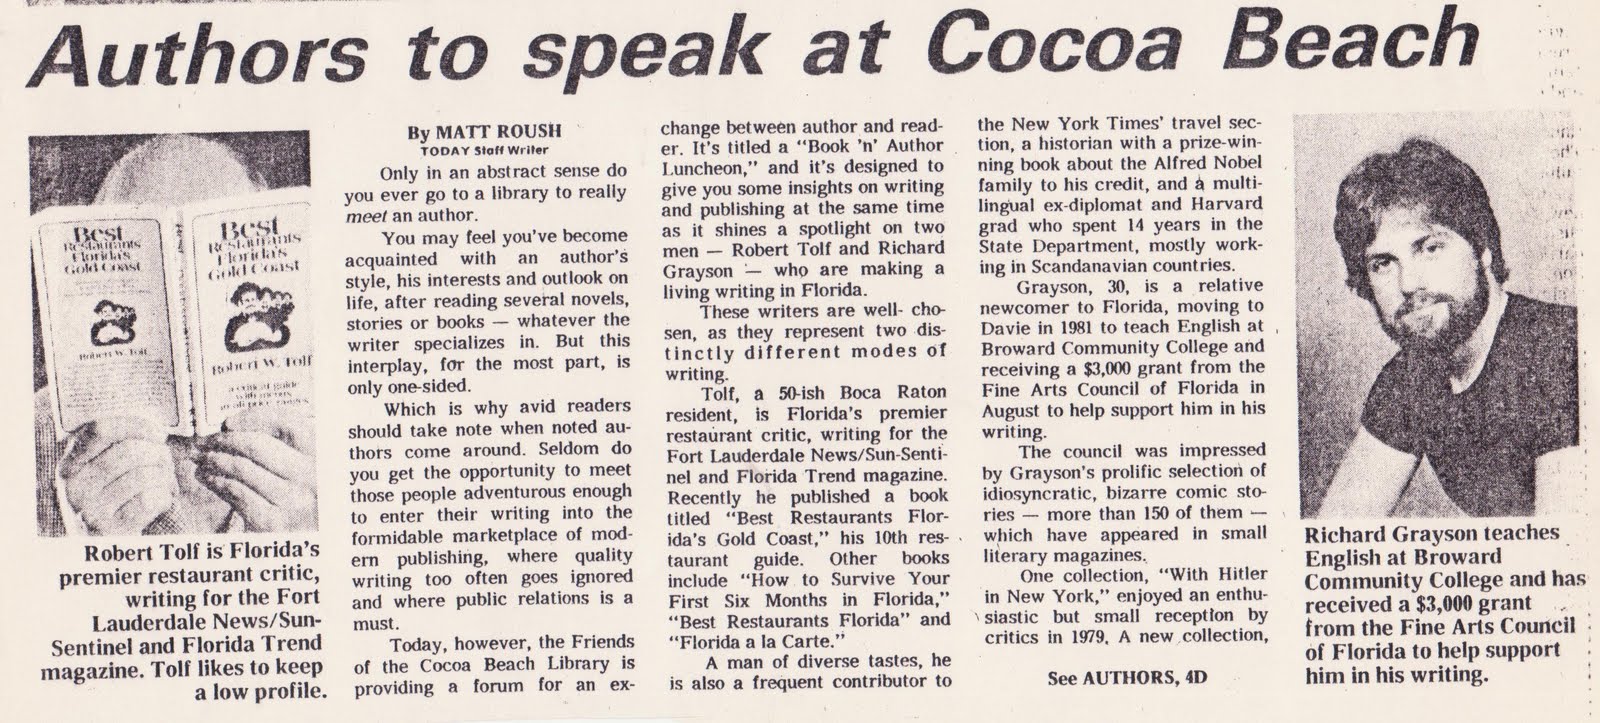 Authors to speak at Cocoa Beach
Best
Restaurants
Florida's
Gold Coast
Robert W. Tolf
Best
Restaurants
Florida's
Gold Coast
Robert W. Tolf
a critical guide
with menus
Robert Tolf is Florida's
premier restaurant critic,
writing for the Fort
Lauderdale News/Sun-
Sentinel and Florida Trend
magazine. Tolf likes to keep
a low profile.
By MATT ROUSH
TODAY Staff Writer
Only in an abstract sense do
you ever go to a library to really
meet an author.
You may feel you've become
acquainted with an author's
style, his interests and outlook on
life, after reading several novels,
stories or books — whatever the
writer specializes in. But this
interplay, for the most part, is
only one-sided.
Which is why avid readers
should take note when noted au-
thors come around. Seldom do
you get the opportunity to meet
those people adventurous enough
to enter their writing into the
formidable marketplace of mod-
ern publishing, where quality
writing too often goes ignored
and where public relations is a
must.
Today, however, the Friends
of the Cocoa Beach Library is
providing a forum for an ex-
change between author and read-
er. It's titled a "Book 'n' Author
Luncheon," and it's designed to
give you some insights on writing
and publishing at the same time
as it shines a spotlight on two
men — Robert Tolf and Richard
Grayson — who are making a
living writing in Florida.
These writers are well- cho-
sen, as they represent two dis-
tinctly different modes of
writing.
Tolf, a 50-ish Boca Raton
resident, is Florida's premier
restaurant critic, writing for the
Fort Lauderdale News/Sun-Senti-
nel and Florida Trend magazine.
Recently he published a book
titled "Best Restaurants Flor-
ida's Gold Coast," his 10th res-
taurant guide. Other books
include "How to Survive Your
First Six Months in Florida,"
"Best Restaurants Florida" and
"Florida a la Carte."
A man of diverse tastes, he
is also a frequent contributor to
the New York Times' travel sec-
tion, a historian with a prize-win-
ning book about the Alfred Nobel
family to his credit, and a multi-
lingual ex-diplomat and Harvard
grad who spent 14 years in the
State Department, mostly work-
ing in Scandanavian countries.
Grayson, 30, is a relative
newcomer to Florida, moving to
Davie in 1981 to teach English at
Broward Community College and
receiving a $3,000 grant from the
Fine Arts Council of Florida in
August to help support him in his
writing.
The council was impressed
by Grayson's prolific selection of
idiosyncratic, bizarre comic sto-
ries — more than 150 of them —
which have appeared in small
literary magazines.
One collection, "With Hitler
in New York," enjoyed an enthu-
siastic but small reception by
critics in 1979. A new collection,
See AUTHORS, 4D
Richard Grayson teaches
English at Broward
Community College and has
received a $3,000 grant
from the Fine Arts Council
of Florida to help support
him in his writing.